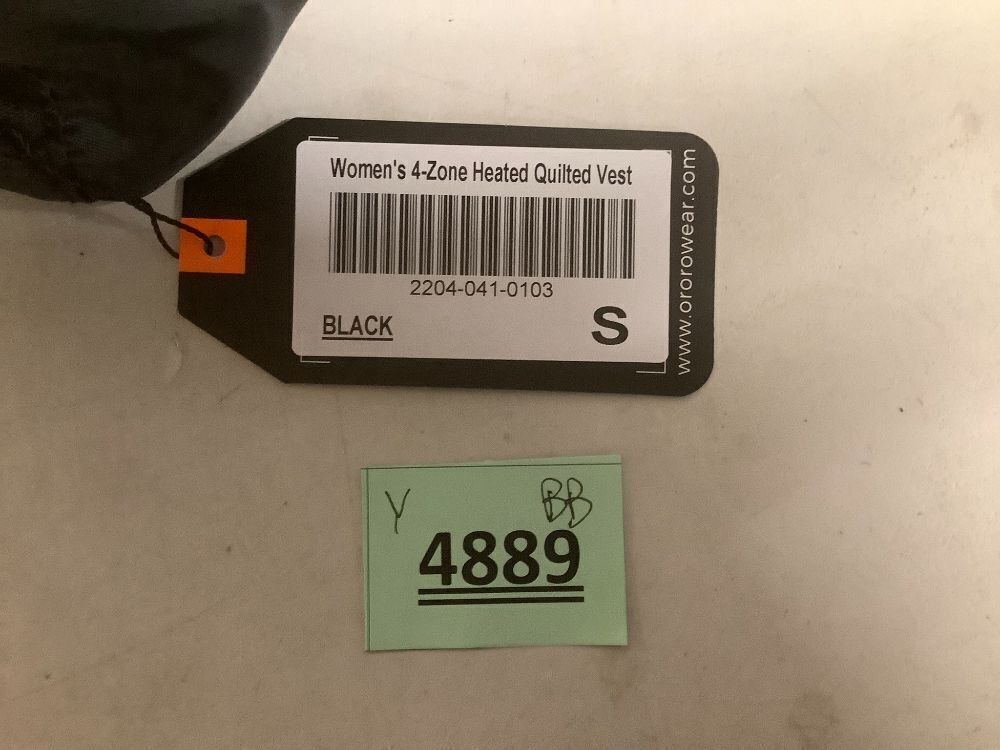 Women's 4-Zone Heated Quilted Vest
2204-041-0103
BLACK
S
www.ororowear.com
Y
BB
4889